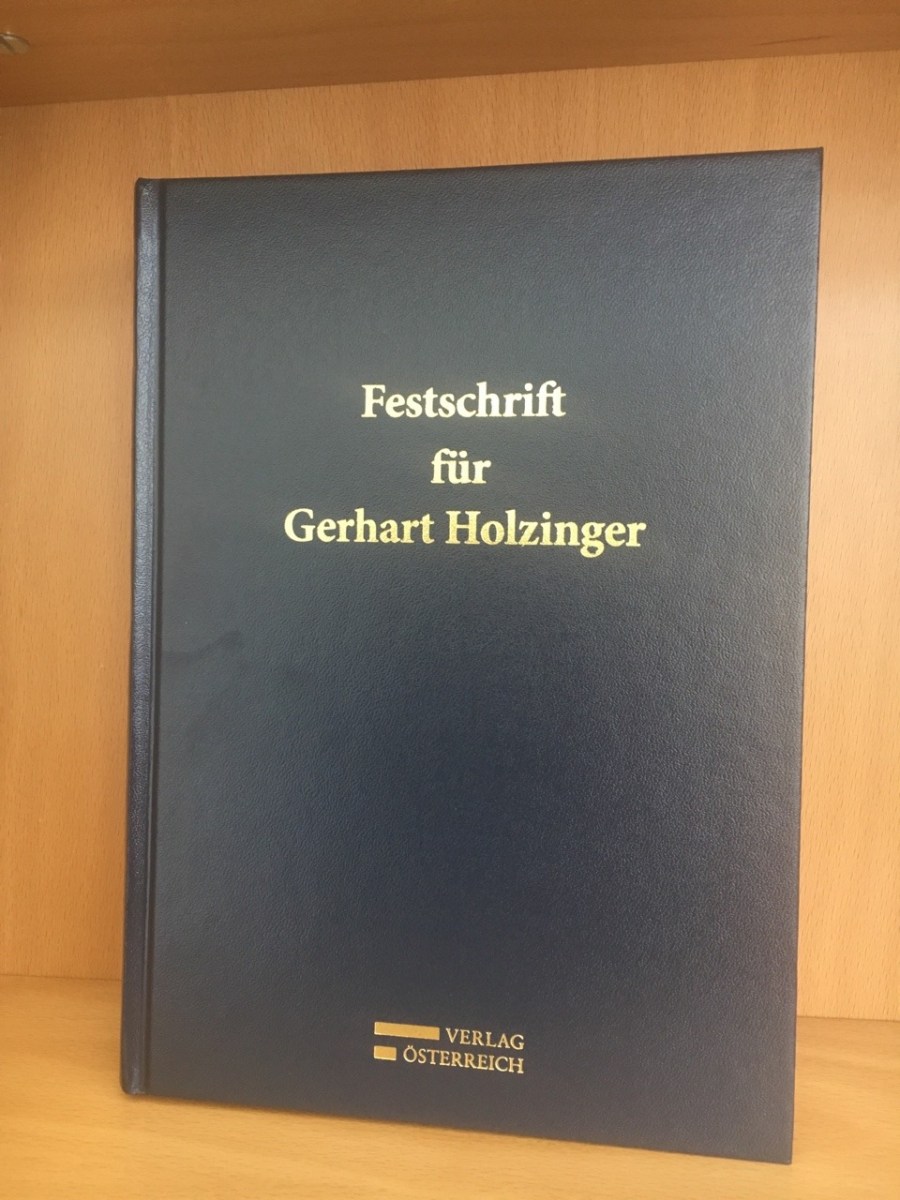 Festschrift
für
Gerhart Holzinger
VERLAG
ÖSTERREICH